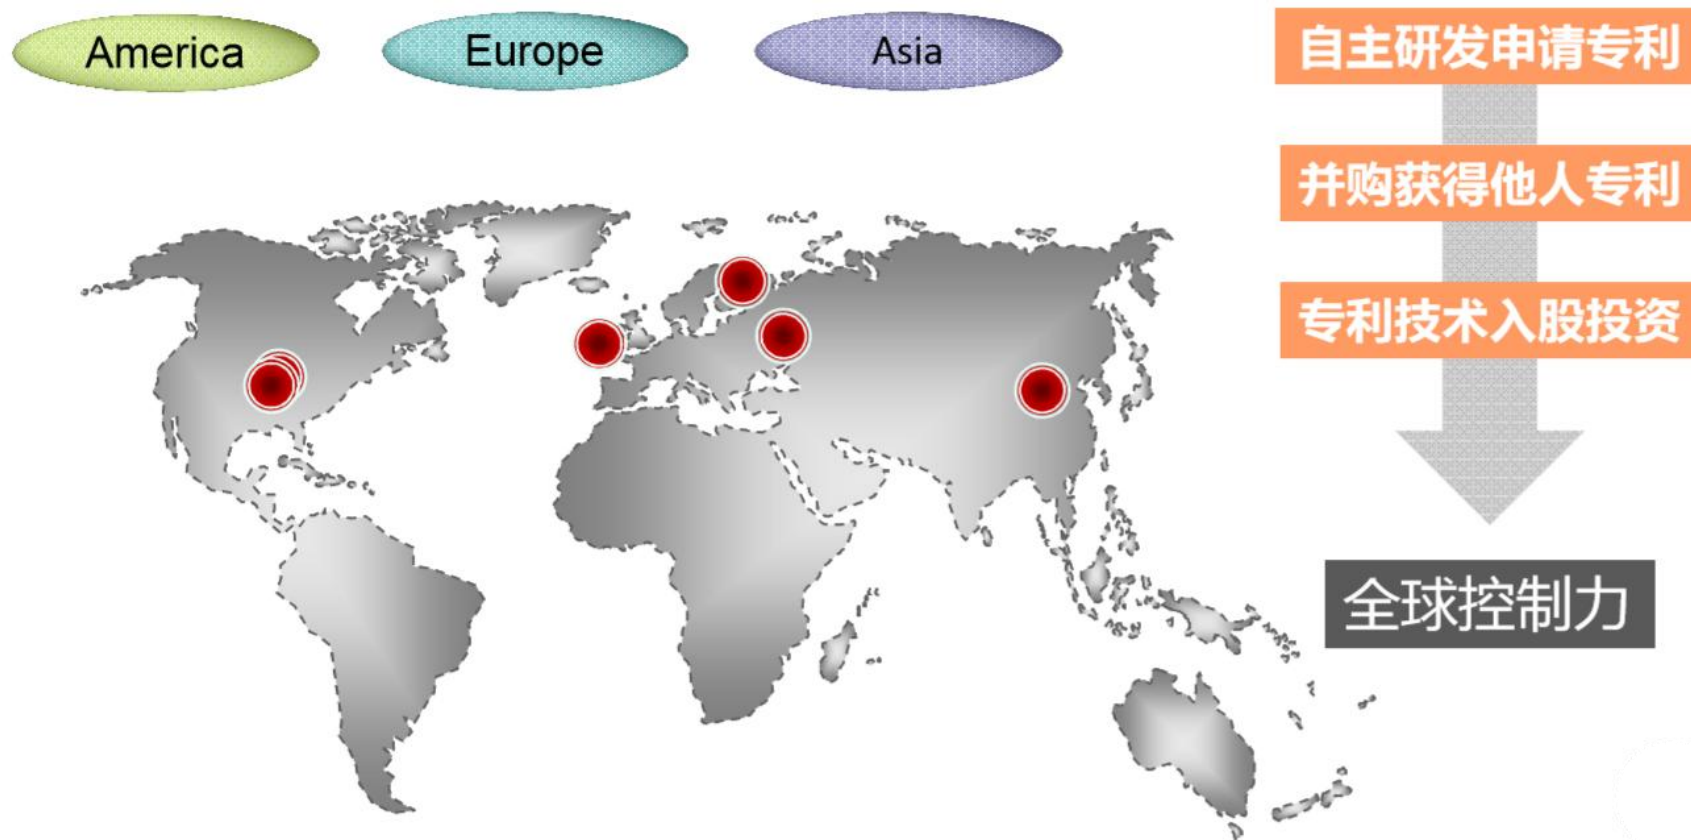 America
Europe
Asia
自主研发申请专利
并购获得他人专利
专利技术入股投资
全球控制力